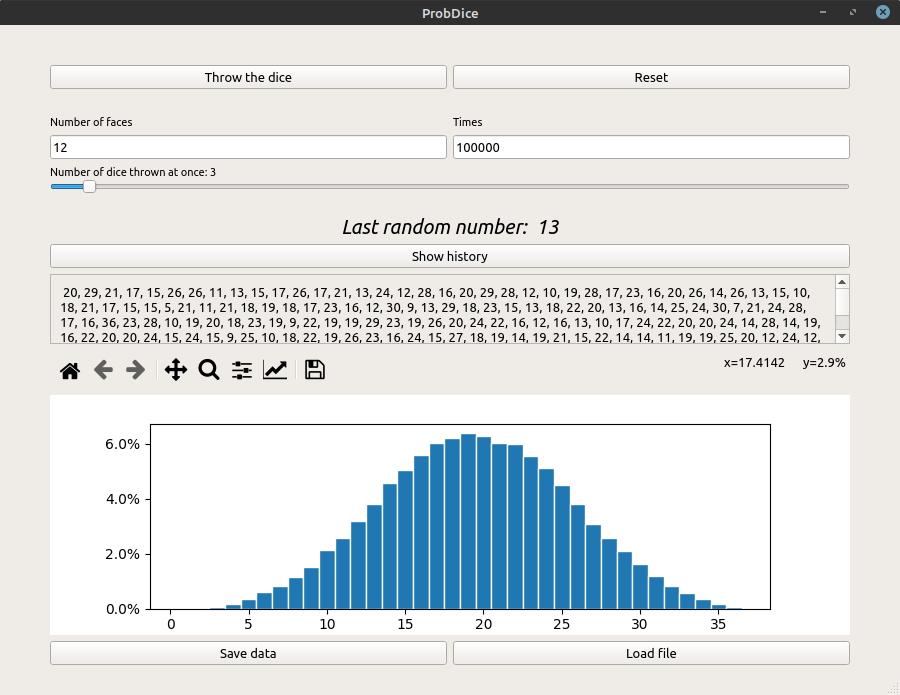 ProbDice
Throw the dice
Reset
Number of faces
Times
12
100000
Number of dice thrown at once: 3
Last random number: 13
Show history
20, 29, 21, 17, 15, 26, 26, 11, 13, 15, 17, 26, 17, 21, 13, 24, 12, 28, 16, 20, 29, 28, 12, 10, 19, 28, 17, 23, 16, 20, 26, 14, 26, 13, 15, 10,
18, 21, 17, 15, 15, 5, 21, 11, 21, 18, 19, 18, 17, 23, 16, 12, 30, 9, 13, 29, 18, 23, 15, 13, 18, 22, 20, 13, 16, 14, 25, 24, 30, 7, 21, 24, 28,
17, 16, 36, 23, 28, 10, 19, 20, 18, 23, 19, 9, 22, 19, 19, 29, 23, 19, 26, 20, 24, 22, 16, 12, 16, 13, 10, 17, 24, 22, 20, 20, 24, 14, 28, 14, 19,
16, 22, 20, 20, 24, 15, 24, 15, 9, 25, 10, 18, 22, 19, 26, 23, 16, 24, 15, 27, 18, 19, 14, 19, 21, 15, 22, 14, 14, 11, 19, 19, 25, 20, 12, 24, 12,
x=17.4142 y=2.9%
6.0%
4.0%
2.0%
0.0%
0 5 10 15 20 25 30 35
Save data
Load file